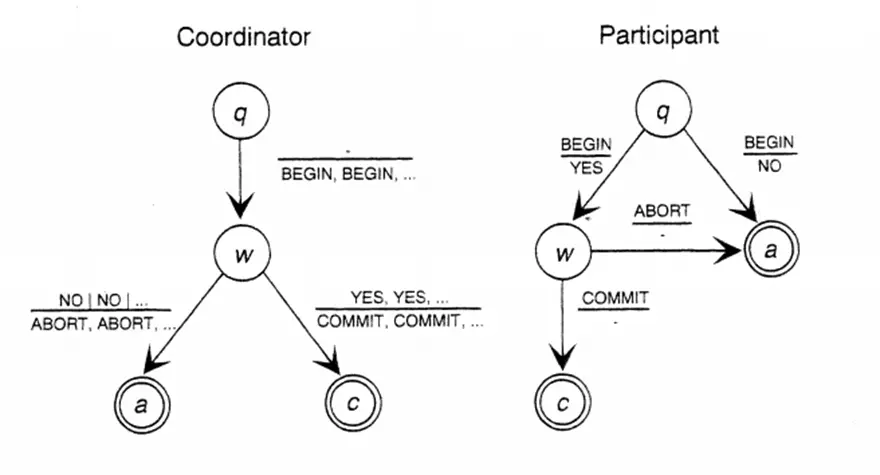 Coordinator
q
BEGIN, BEGIN, ...
w
NO | NO | ...
ABORT, ABORT, ...
YES, YES, ...
COMMIT, COMMIT, ...
a
c
Participant
q
BEGIN
YES
BEGIN
NO
ABORT
-
w
a
COMMIT
-
c